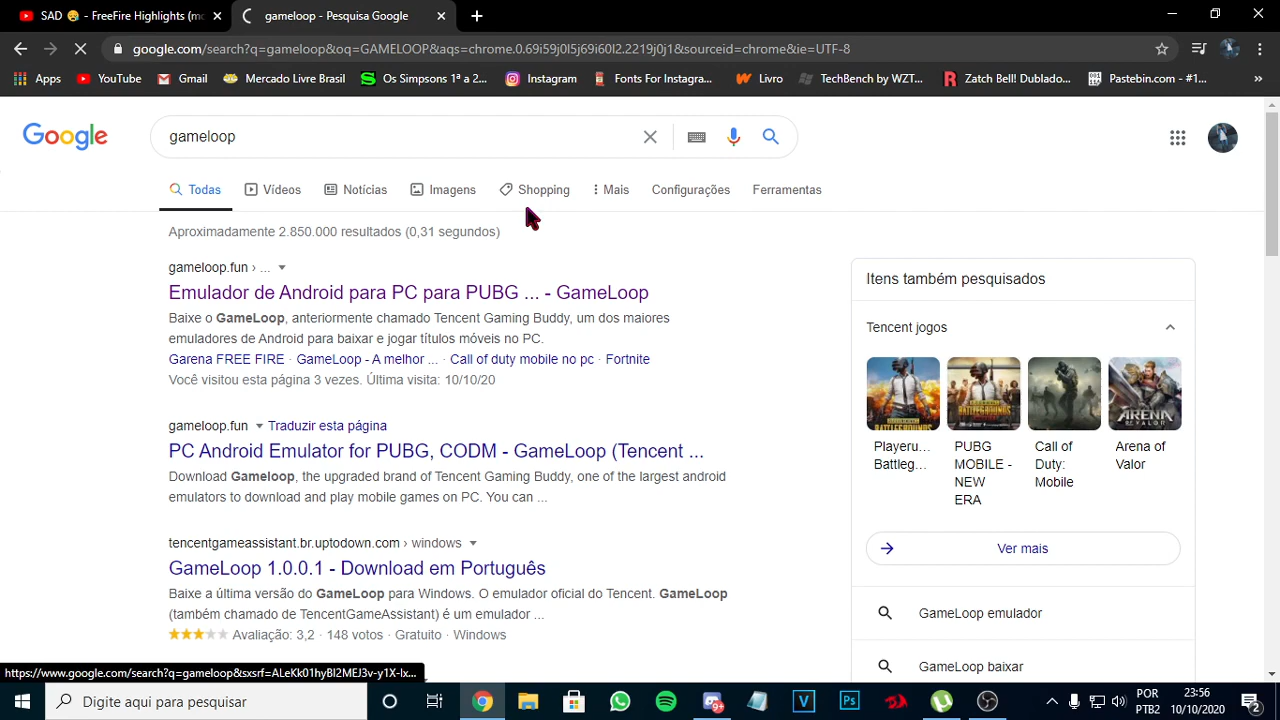 SAD 😢 - FreeFire Highlights (mo
gameloop - Pesquisa Google
google.com/search?q=gameloop&oq=GAMELOOP&aqs=chrome.0.69i59j0l5j69i60l2.2219j0j1&sourceid=chrome&ie=UTF-8
Apps YouTube Gmail Mercado Livre Brasil Os Simpsons 1ª a 2... Instagram Fonts For Instagra... Livro TechBench by WZT... Zatch Bell! Dublado... Pastebin.com - #1... »
Google
gameloop
Todas Vídeos Notícias Imagens Shopping Mais Configurações Ferramentas
Aproximadamente 2.850.000 resultados (0,31 segundos)
gameloop.fun › ...
Emulador de Android para PC para PUBG ... - GameLoop
Baixe o GameLoop, anteriormente chamado Tencent Gaming Buddy, um dos maiores
emuladores de Android para baixar e jogar títulos móveis no PC.
Garena FREE FIRE · GameLoop - A melhor ... · Call of duty mobile no pc · Fortnite
Você visitou esta página 3 vezes. Última visita: 10/10/20
gameloop.fun Traduzir esta página
PC Android Emulator for PUBG, CODM - GameLoop (Tencent ...
Download Gameloop, the upgraded brand of Tencent Gaming Buddy, one of the largest android
emulators to download and play mobile games on PC. You can ...
tencentgameassistant.br.uptodown.com › windows
GameLoop 1.0.0.1 - Download em Português
Baixe a última versão do GameLoop para Windows. O emulador oficial do Tencent. GameLoop
(também chamado de TencentGameAssistant) é um emulador ...
Avaliação: 3,2 · 148 votos · Gratuito · Windows
Itens também pesquisados
Tencent jogos
ARENA
Playeru...
Battleg...
PUBG
MOBILE -
NEW
ERA
Call of
Duty:
Mobile
Arena of
Valor
Ver mais
GameLoop emulador
GameLoop baixar
https://www.google.com/search?q=gameloop&sxsrf=ALeKk01hyBI2MEJ3v-y1X-lx...
Digite aqui para pesquisar
9+
Ps
POR
PTB2
23:56
10/10/2020
2